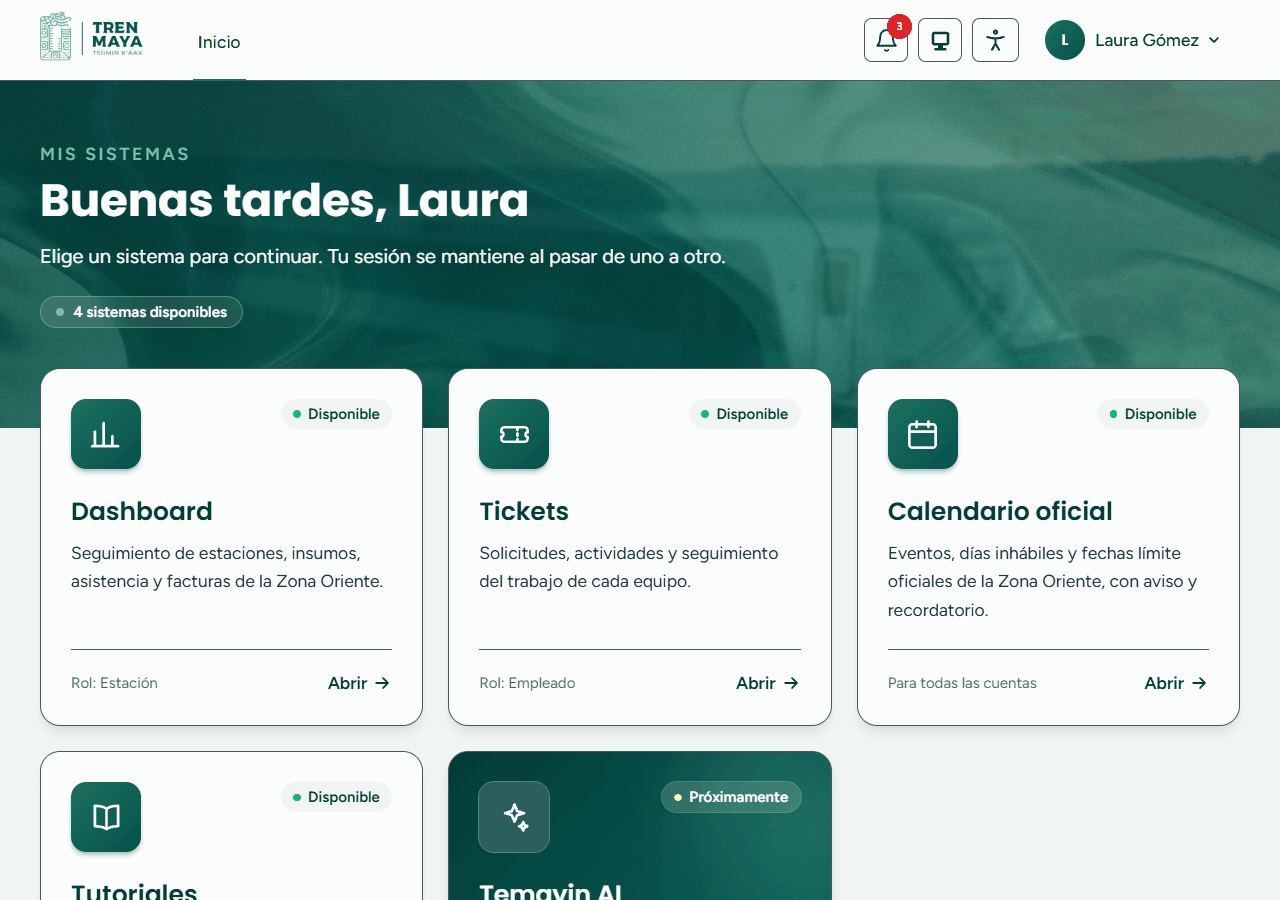 TREN
MAYA
TSÍIMIN K'ÁAK
Inicio
3
L
Laura Gómez
MIS SISTEMAS
Buenas tardes, Laura
Elige un sistema para continuar. Tu sesión se mantiene al pasar de uno a otro.
4 sistemas disponibles
Disponible
Dashboard
Seguimiento de estaciones, insumos,
asistencia y facturas de la Zona Oriente.
Rol: Estación
Abrir
Disponible
Tickets
Solicitudes, actividades y seguimiento
del trabajo de cada equipo.
Rol: Empleado
Abrir
Disponible
Calendario oficial
Eventos, días inhábiles y fechas límite
oficiales de la Zona Oriente, con aviso y
recordatorio.
Para todas las cuentas
Abrir
Disponible
Tutoriales
Próximamente
Temayin AI